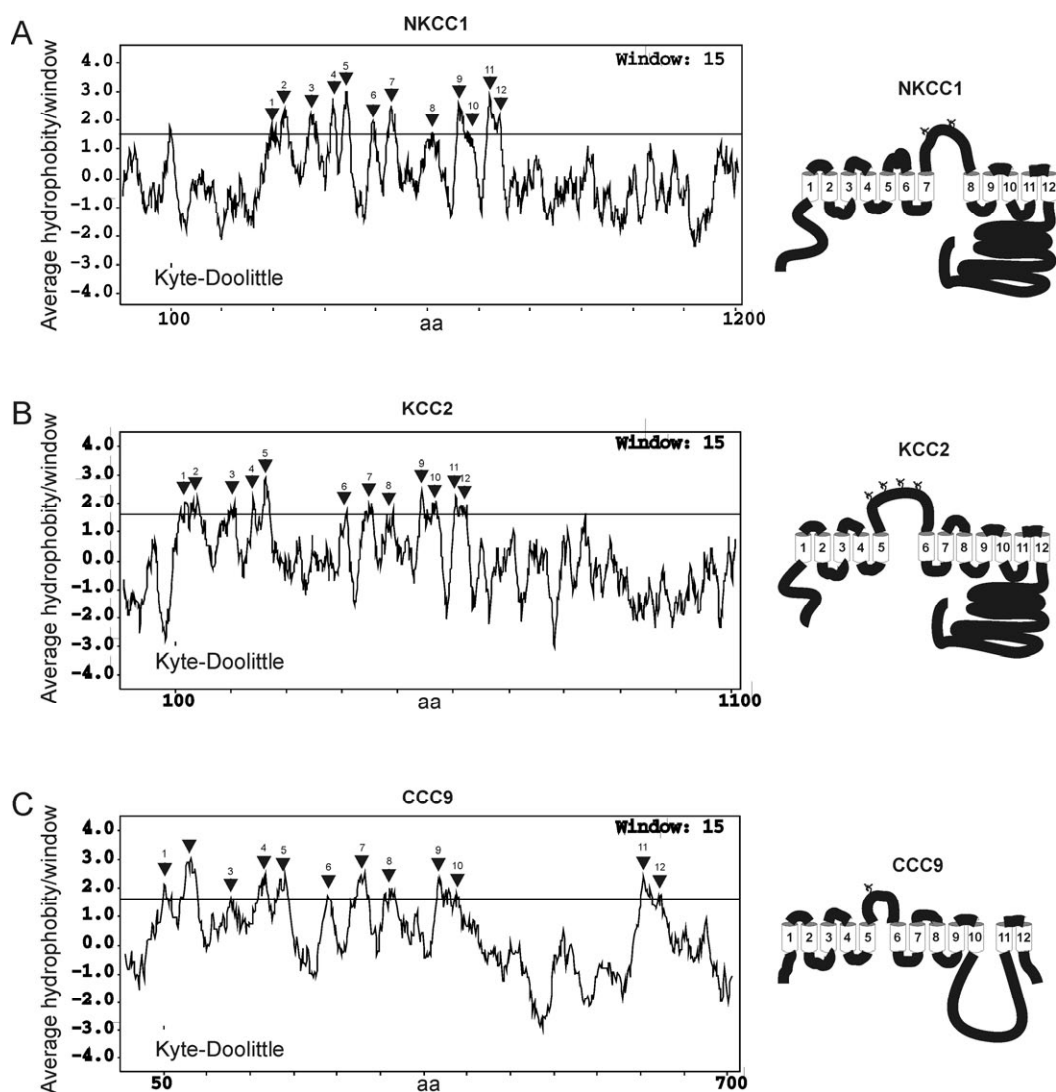 A
NKCC1
Window: 15
4.0
3.0
2.0
1.0
0.0
-1.0
-2.0
-3.0
-4.0
Average hydrophobity/window
1 2 3 4 5 6 7 8 9 10 11 12
Kyte-Doolittle
100 aa 1200
NKCC1
1 2 3 4 5 6 7 8 9 10 11 12
B
KCC2
Window: 15
4.0
3.0
2.0
1.0
0.0
-1.0
-2.0
-3.0
-4.0
Average hydrophobity/window
1 2 3 4 5 6 7 8 9 10 11 12
Kyte-Doolittle
100 aa 1100
KCC2
1 2 3 4 5 6 7 8 9 10 11 12
C
CCC9
Window: 15
4.0
3.0
2.0
1.0
0.0
-1.0
-2.0
-3.0
-4.0
Average hydrophobity/window
1 3 4 5 6 7 8 9 10 11 12
Kyte-Doolittle
50 aa 700
CCC9
1 2 3 4 5 6 7 8 9 10 11 12